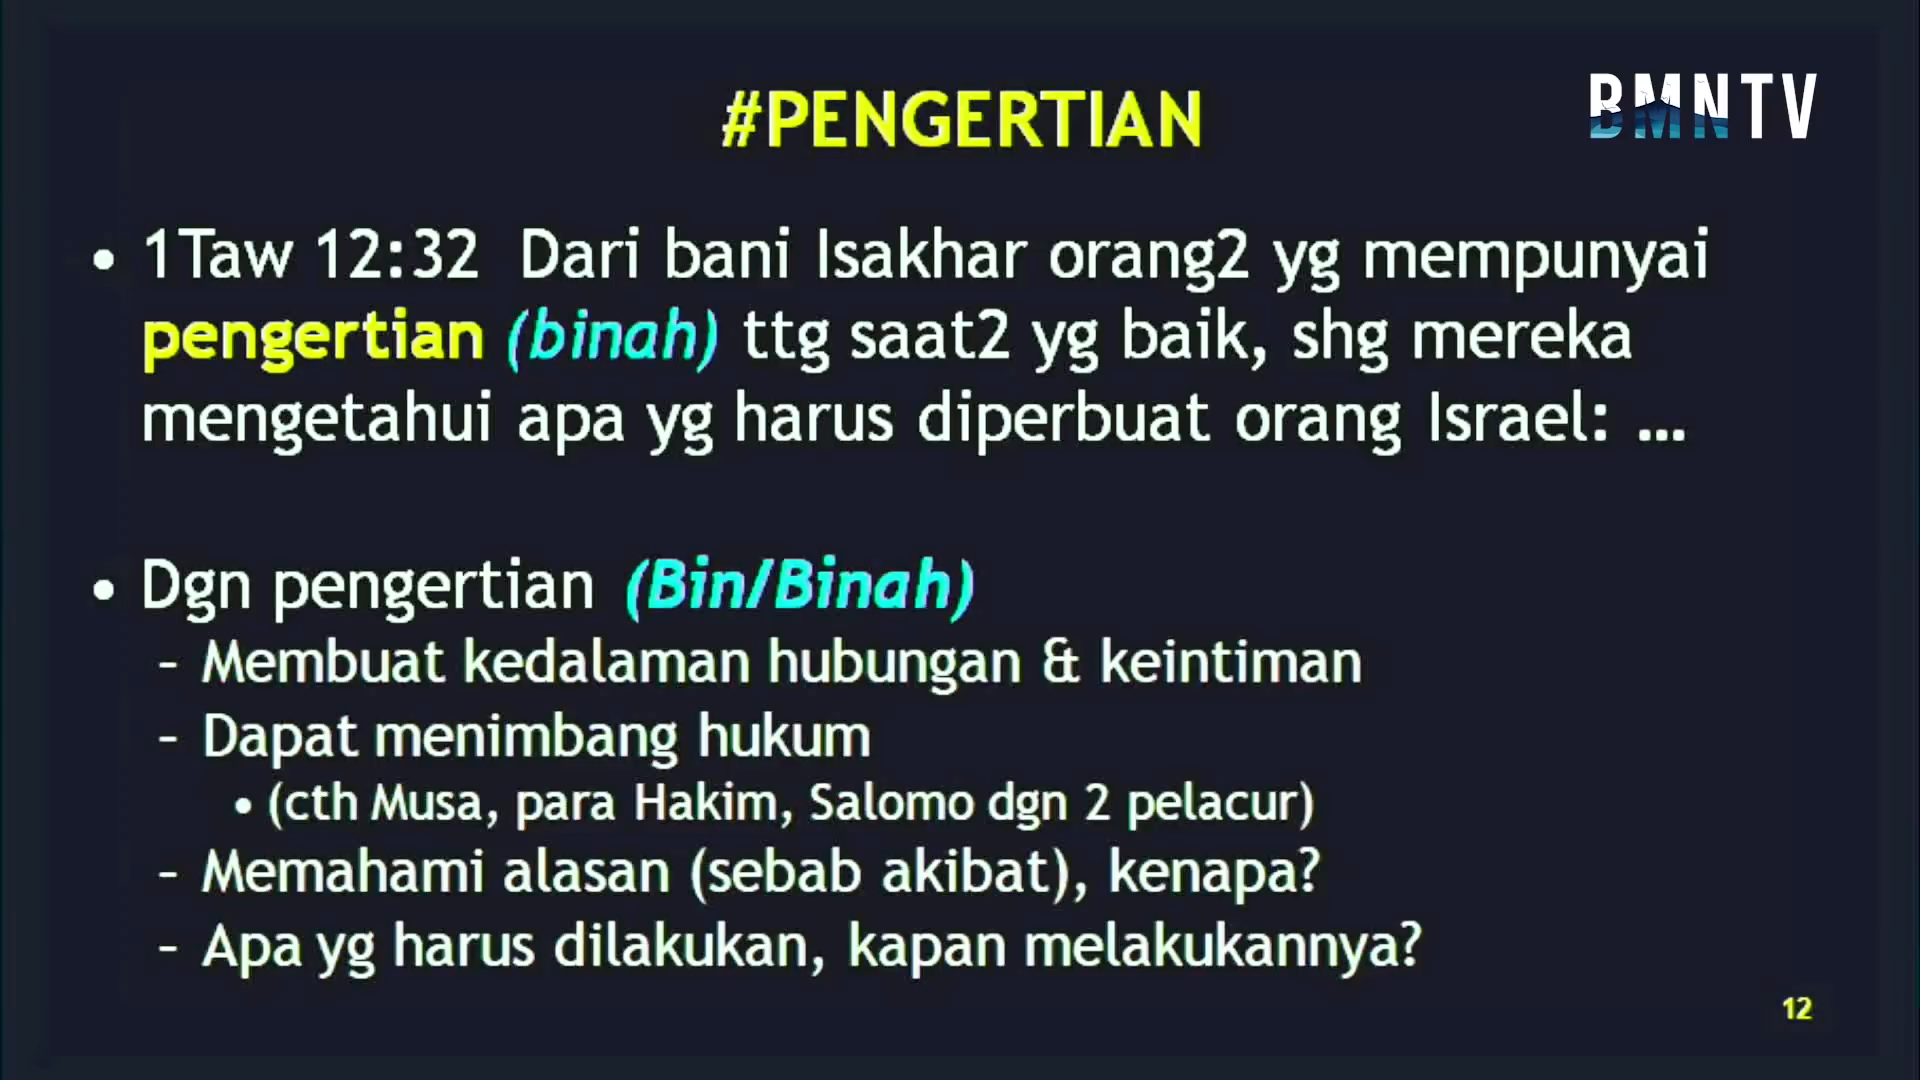 #PENGERTIAN
BMNTV
• 1Taw 12:32 Dari bani Isakhar orang2 yg mempunyai
pengertian (binah) ttg saat2 yg baik, shg mereka
mengetahui apa yg harus diperbuat orang Israel: ...
• Dgn pengertian (Bin/Binah)
– Membuat kedalaman hubungan & keintiman
– Dapat menimbang hukum
• (cth Musa, para Hakim, Salomo dgn 2 pelacur)
– Memahami alasan (sebab akibat), kenapa?
– Apa yg harus dilakukan, kapan melakukannya?
12